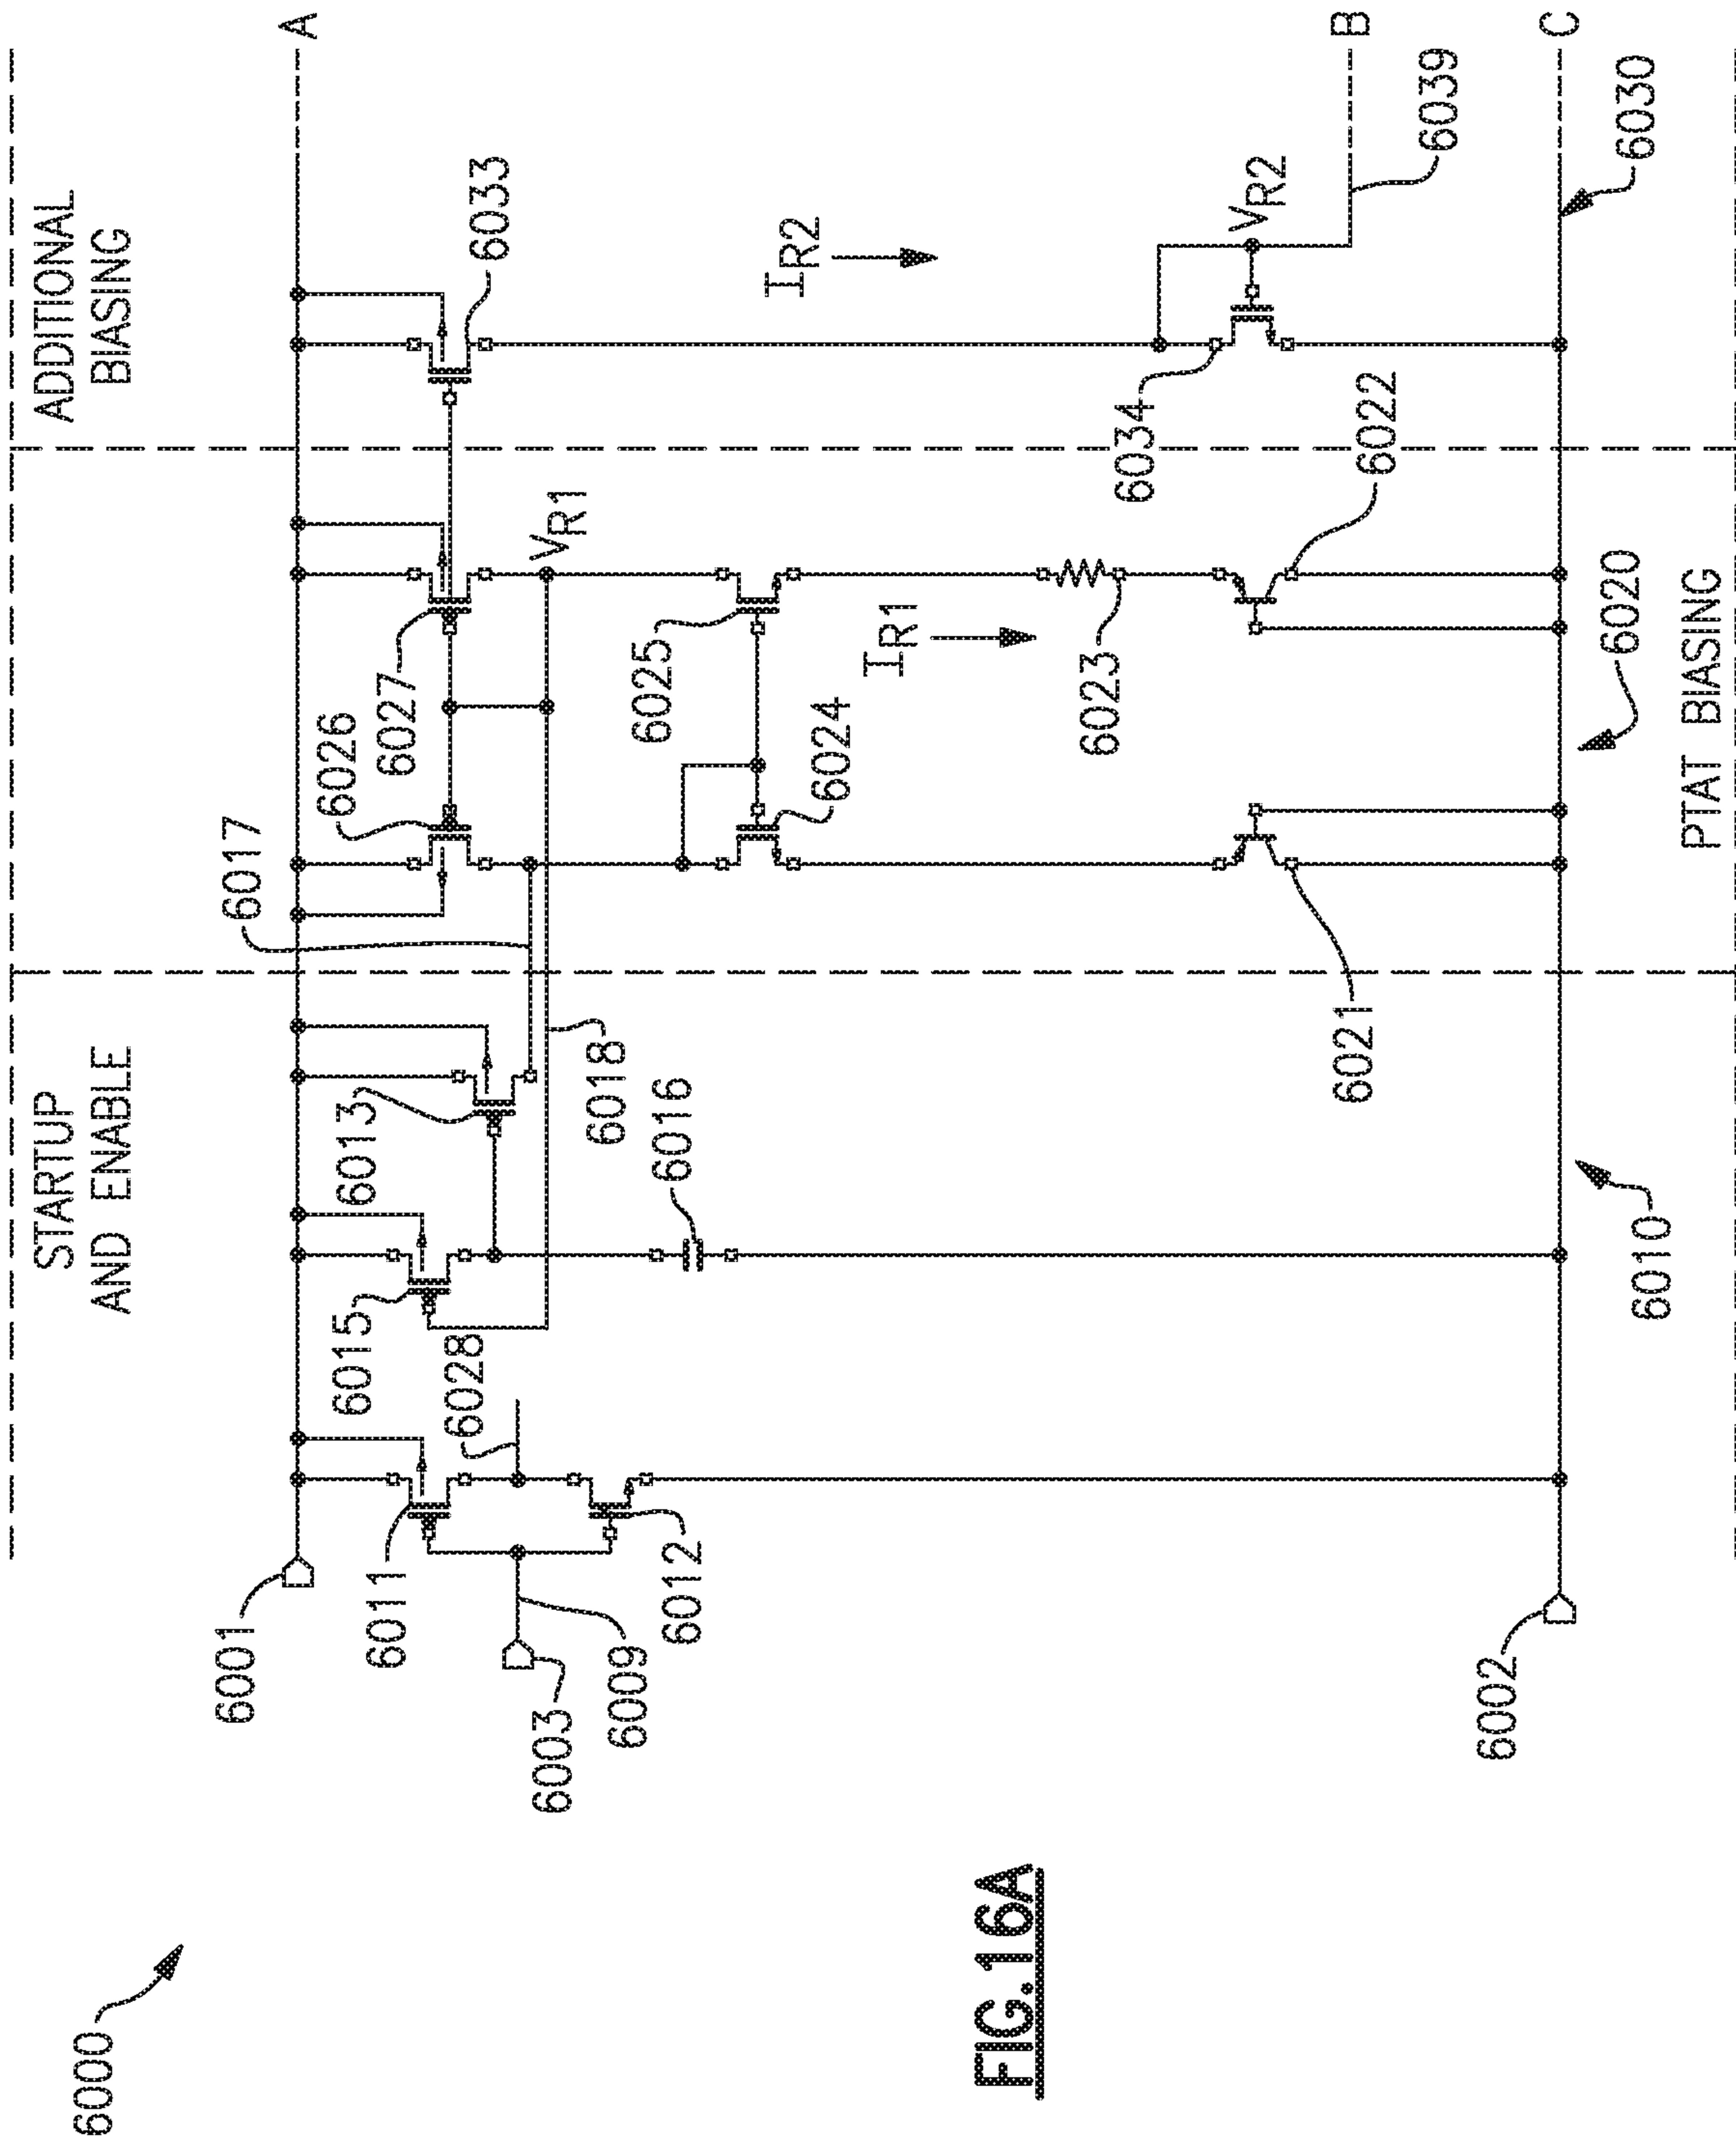 6000
FIG.16A
STARTUP
AND ENABLE
ADDITIONAL
BIASING
PTAT BIASING
6001
A
6011
6015
6013
6017
6026
6027
6033
VR1
6003
6009
6012
6028
6018
6016
6024
6025
IR1
IR2
6023
6034
VR2
6021
6022
B
6039
6002
C
6010
6020
6030